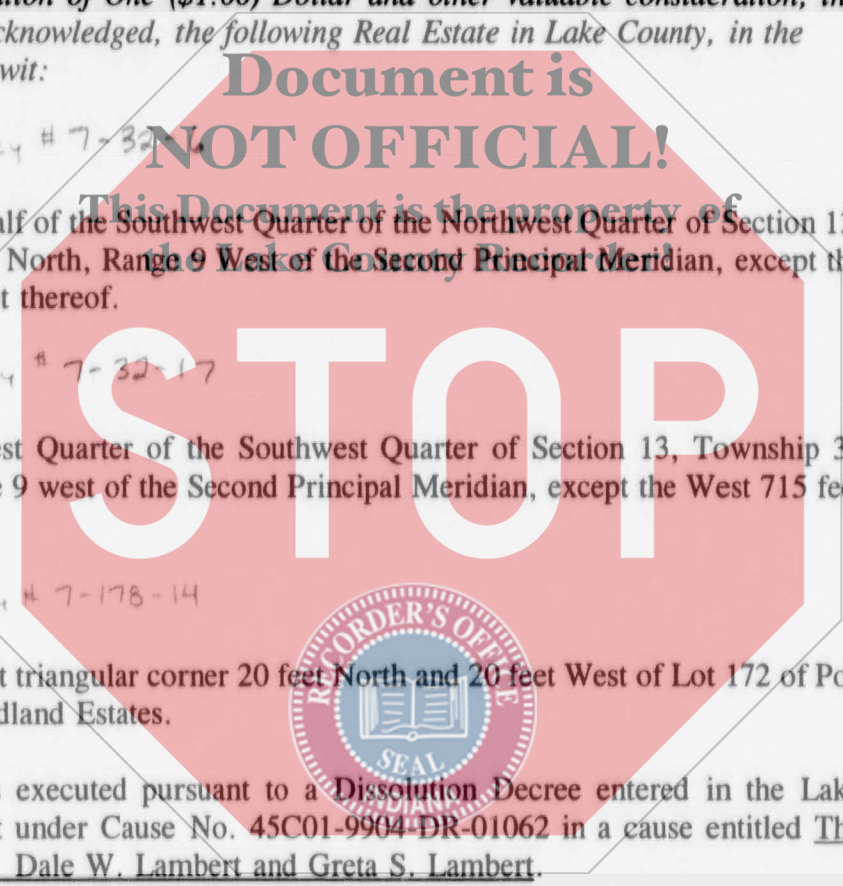 ation of One ($1.00) Dollar and other valuable consideration, th
cknowledged, the following Real Estate in Lake County, in the
wit:
Document is
# 7-32-6
NOT OFFICIAL!
This Document is the property of
alf of the Southwest Quarter of the Northwest Quarter of Section 13
the Lake County Recorder!
North, Range 9 West of the Second Principal Meridian, except th
t thereof.
STOP
y # 7-32-17
est Quarter of the Southwest Quarter of Section 13, Township 3
e 9 west of the Second Principal Meridian, except the West 715 fee
# 7-178-14
RECORDER'S OFFICE
t triangular corner 20 feet North and 20 feet West of Lot 172 of Po
dland Estates.
SEAL
INDIANA
s executed pursuant to a Dissolution Decree entered in the Lak
t under Cause No. 45C01-9904-DR-01062 in a cause entitled Th
Dale W. Lambert and Greta S. Lambert.